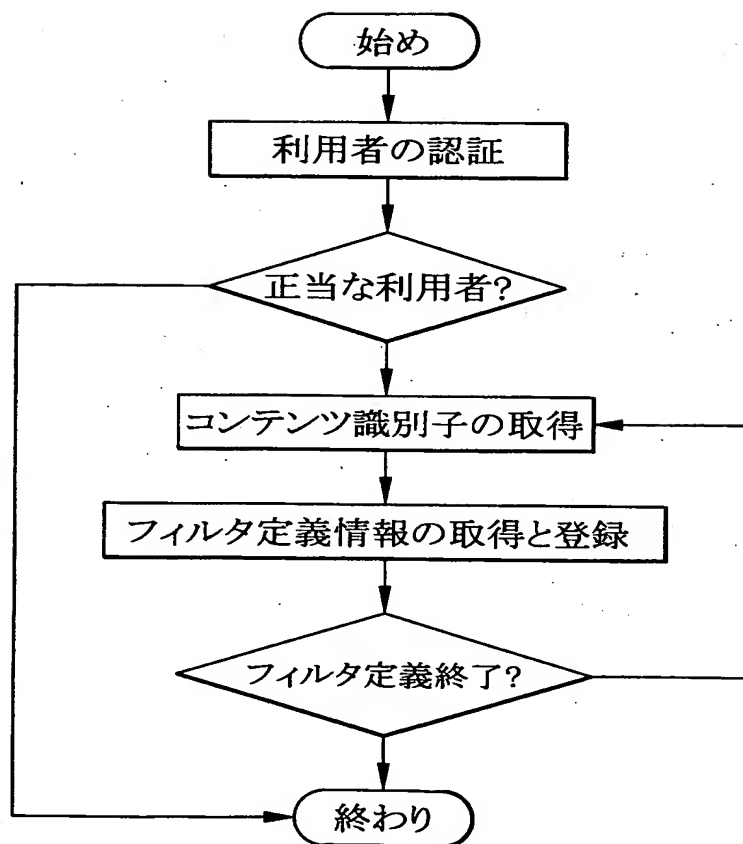 始め
利用者の認証
正当な利用者?
コンテンツ識別子の取得
フィルタ定義情報の取得と登録
フィルタ定義終了?
終わり